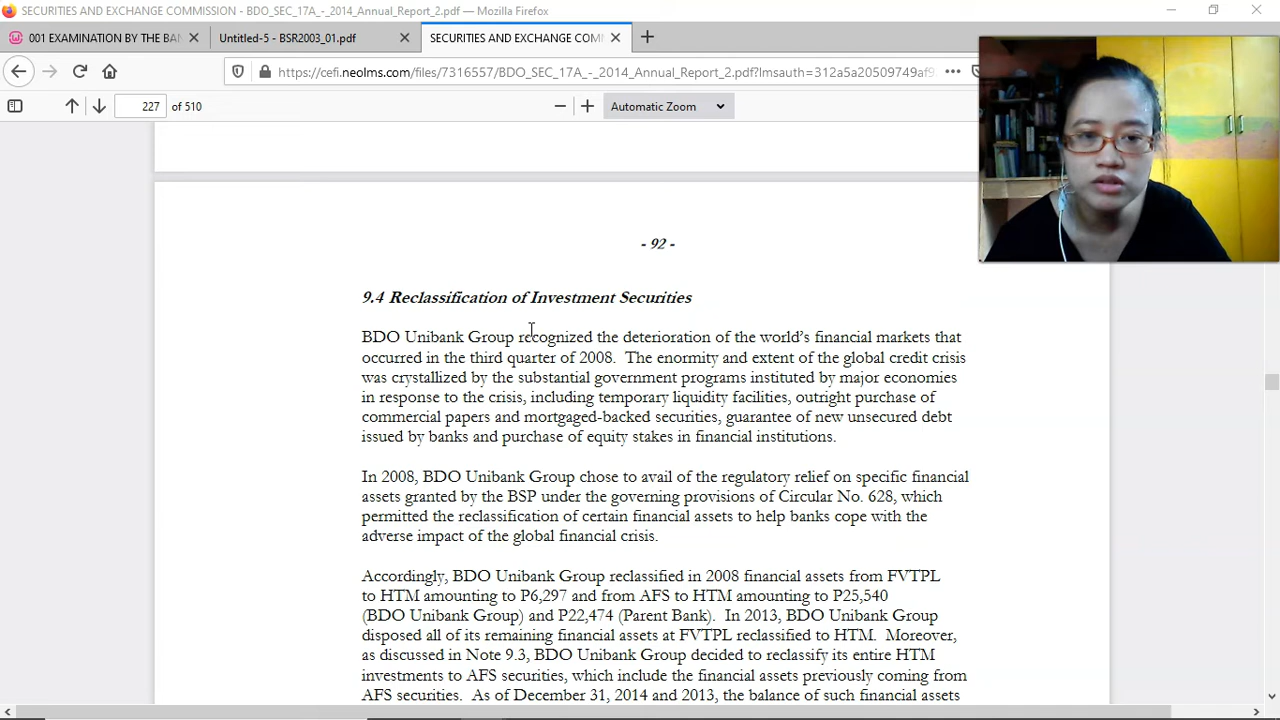 SECURITIES AND EXCHANGE COMMISSION - BDO_SEC_17A_-_2014_Annual_Report_2.pdf - Mozilla Firefox
001 EXAMINATION BY THE BAN
Untitled-5 - BSR2003_01.pdf
SECURITIES AND EXCHANGE COMM
https://cefi.neolms.com/files/7316557/BDO_SEC_17A_-_2014_Annual_Report_2.pdf?lmsauth=312a5a20509749af9
227 of 510
Automatic Zoom
- 92 -
9.4 Reclassification of Investment Securities
BDO Unibank Group recognized the deterioration of the world's financial markets that
occurred in the third quarter of 2008. The enormity and extent of the global credit crisis
was crystallized by the substantial government programs instituted by major economies
in response to the crisis, including temporary liquidity facilities, outright purchase of
commercial papers and mortgaged-backed securities, guarantee of new unsecured debt
issued by banks and purchase of equity stakes in financial institutions.
In 2008, BDO Unibank Group chose to avail of the regulatory relief on specific financial
assets granted by the BSP under the governing provisions of Circular No. 628, which
permitted the reclassification of certain financial assets to help banks cope with the
adverse impact of the global financial crisis.
Accordingly, BDO Unibank Group reclassified in 2008 financial assets from FVTPL
to HTM amounting to P6,297 and from AFS to HTM amounting to P25,540
(BDO Unibank Group) and P22,474 (Parent Bank). In 2013, BDO Unibank Group
disposed all of its remaining financial assets at FVTPL reclassified to HTM. Moreover,
as discussed in Note 9.3, BDO Unibank Group decided to reclassify its entire HTM
investments to AFS securities, which include the financial assets previously coming from
AFS securities. As of December 31, 2014 and 2013, the balance of such financial assets